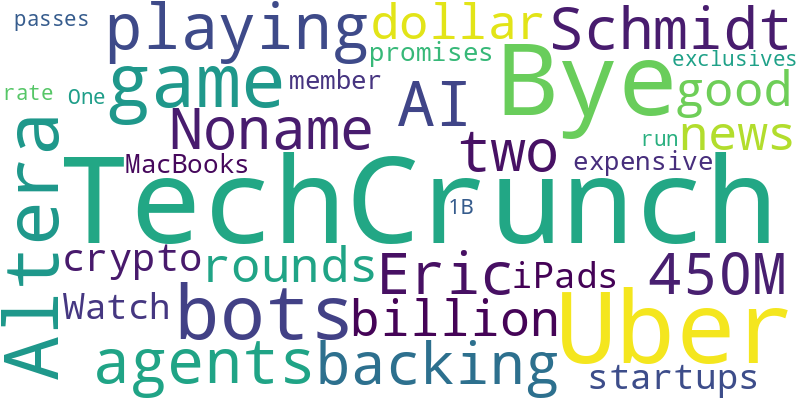 passes playing dollar Schmidt
promises Bye exclusives
game member AI good
rate One
Noname two run news
Altera MacBooks expensive
TechCrunch
1B
crypto rounds Eric iPads 450M
Watch bots billion Uber
agents backing startups